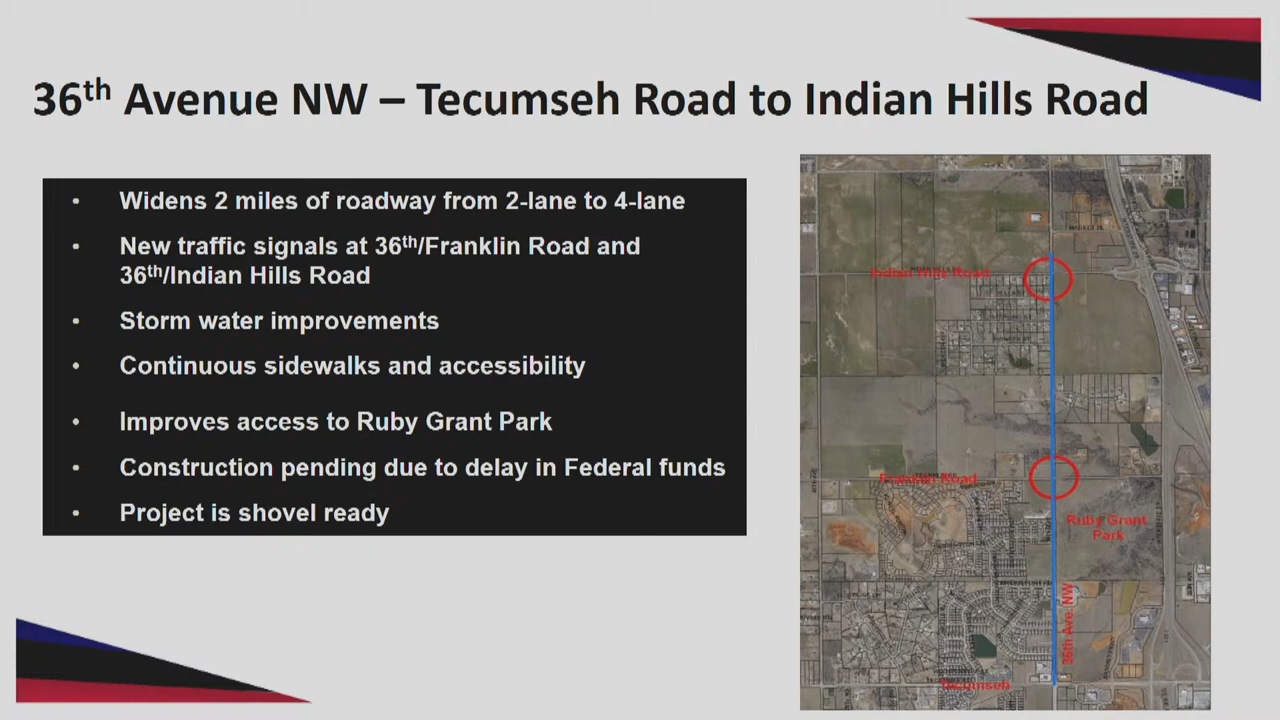 36th Avenue NW – Tecumseh Road to Indian Hills Road
• Widens 2 miles of roadway from 2-lane to 4-lane
• New traffic signals at 36th/Franklin Road and
36th/Indian Hills Road
• Storm water improvements
• Continuous sidewalks and accessibility
• Improves access to Ruby Grant Park
• Construction pending due to delay in Federal funds
• Project is shovel ready
Indian Hills Road
Franklin Road
Ruby Grant
Park
36th Ave. NW
Tecumseh